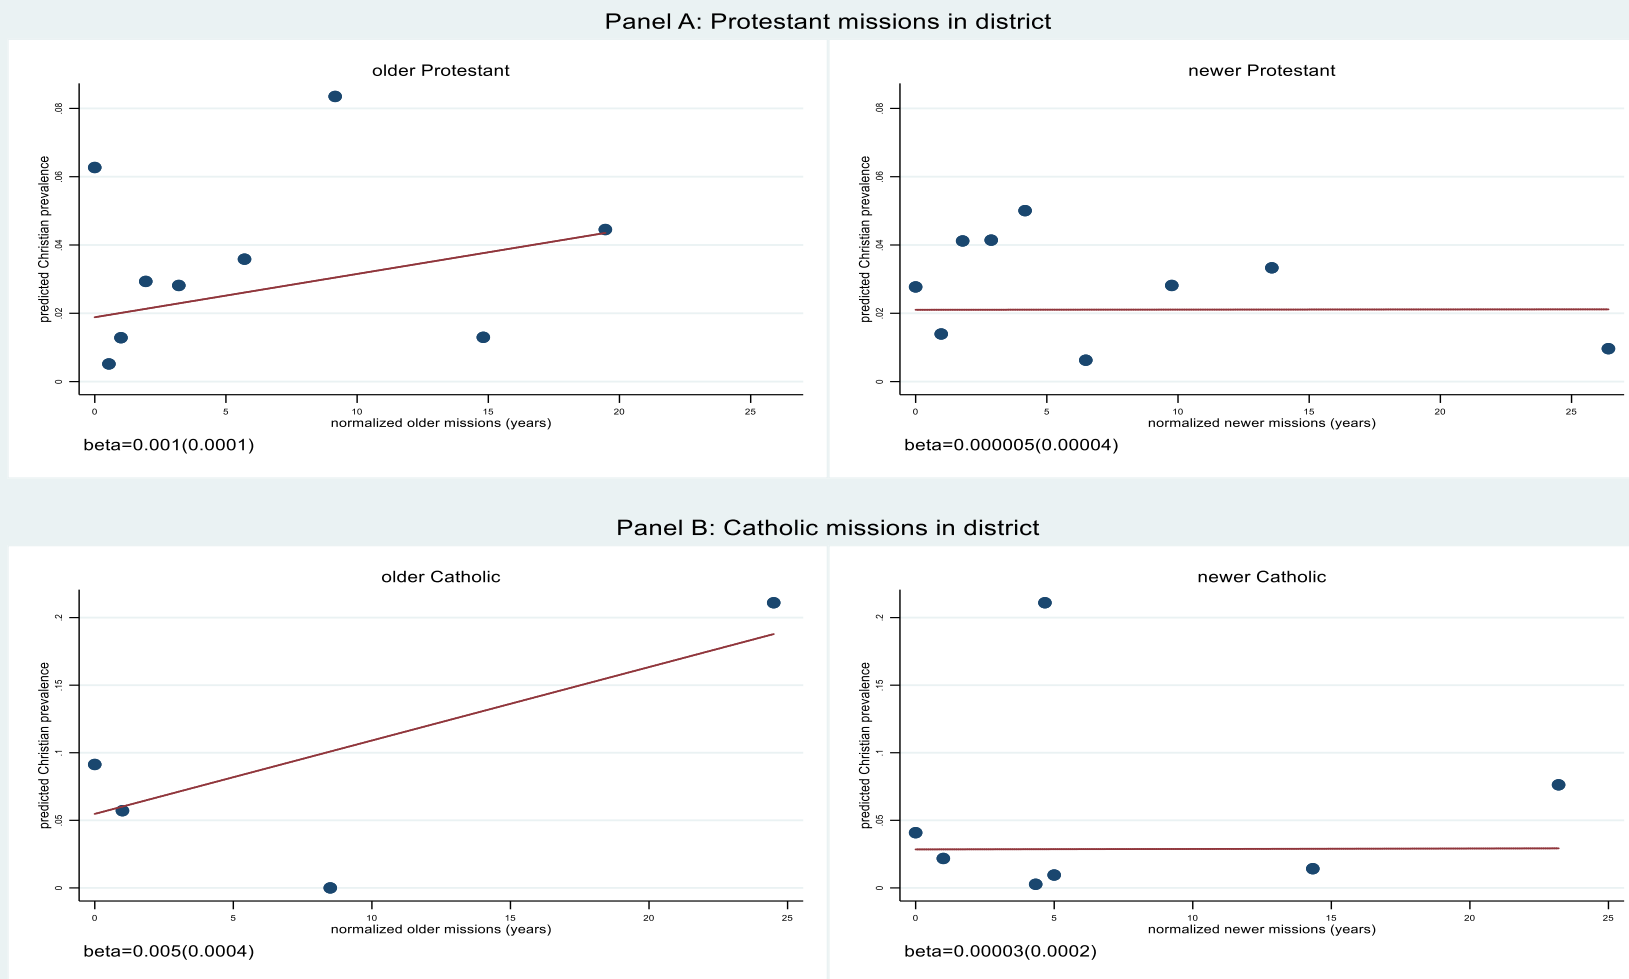 Panel A: Protestant missions in district
older Protestant
predicted Christian prevalence
.08
.06
.04
.02
0
0 5 10 15 20 25
normalized older missions (years)
beta=0.001(0.0001)
newer Protestant
predicted Christian prevalence
.08
.06
.04
.02
0
0 5 10 15 20 25
normalized newer missions (years)
beta=0.000005(0.00004)
Panel B: Catholic missions in district
older Catholic
predicted Christian prevalence
.2
.15
.1
.05
0
0 5 10 15 20 25
normalized older missions (years)
beta=0.005(0.0004)
newer Catholic
predicted Christian prevalence
.2
.15
.1
.05
0
0 5 10 15 20 25
normalized newer missions (years)
beta=0.00003(0.0002)